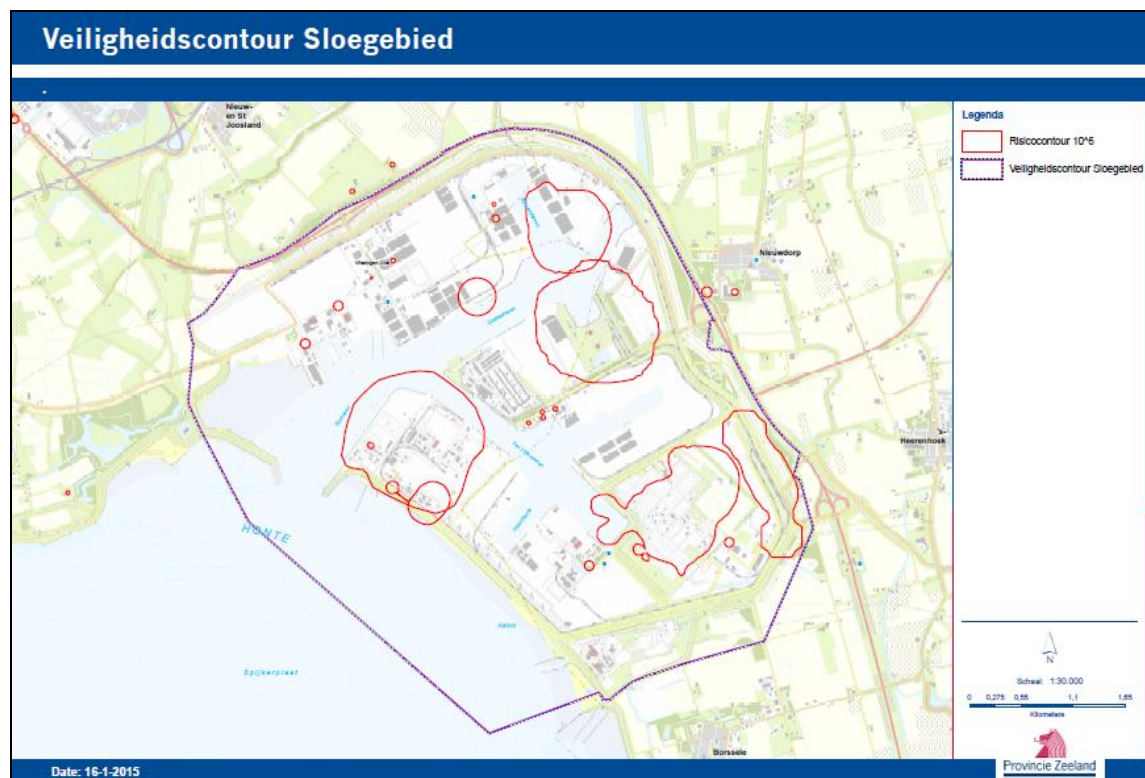 Veiligheidscontour Sloegebied
Nieuw-
en St
Joosland
Nieuwdorp
's-
Heerenhoek
HONTE
Kaloot
Spijkerplaat
Borssele
Legenda
Risicocontour 10^6
Veiligheidscontour Sloegebied
N
Schaal: 1:30.000
0 0,275 0,55 1,1 1,65
Kilometers
Provincie Zeeland
Date: 16-1-2015